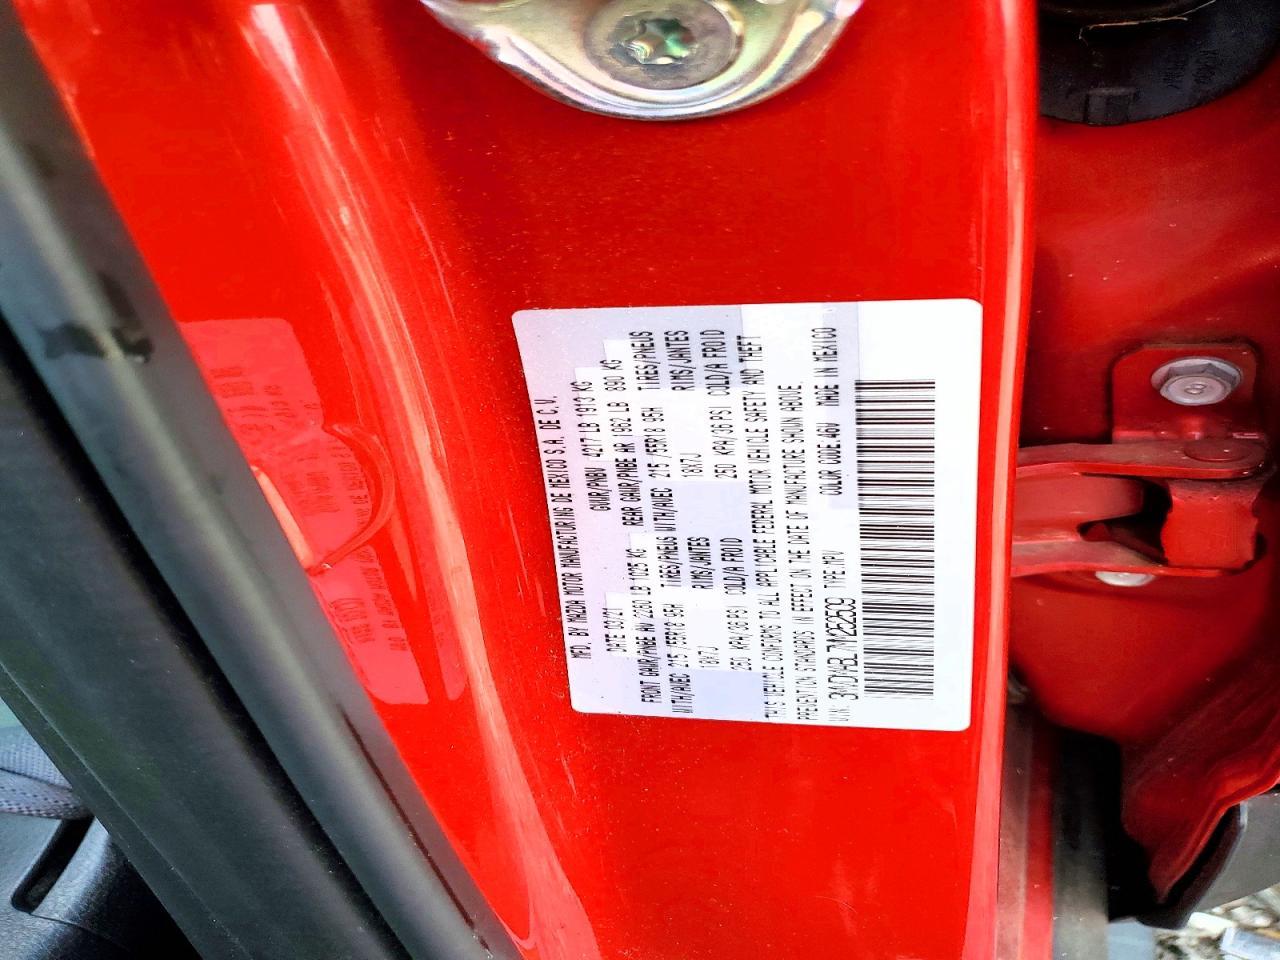 MFD. BY MAZDA MOTOR MANUFACTURING DE MEXICO S.A. DE C.V.
DATE 03/21 GVWR/PNBV 4217 LB 1913 KG
FRONT GAWR/PNBE AV 2260 LB 1025 KG REAR GAWR/PNBE AR 1962 LB 890 KG
WITH/AVEC 215/55R18 95H TIRES/PNEUS WITH/AVEC 215/55R18 95H TIRES/PNEUS
18X7J RIMS/JANTES 18X7J RIMS/JANTES
250 KPA/36 PSI COLD/A FROID 250 KPA/36 PSI COLD/A FROID
THIS VEHICLE CONFORMS TO ALL APPLICABLE FEDERAL MOTOR VEHICLE SAFETY AND THEFT
PREVENTION STANDARDS IN EFFECT ON THE DATE OF MANUFACTURE SHOWN ABOVE.
V.I.N. TYPE:MPV COLOR CODE:46V MADE IN MEXICO